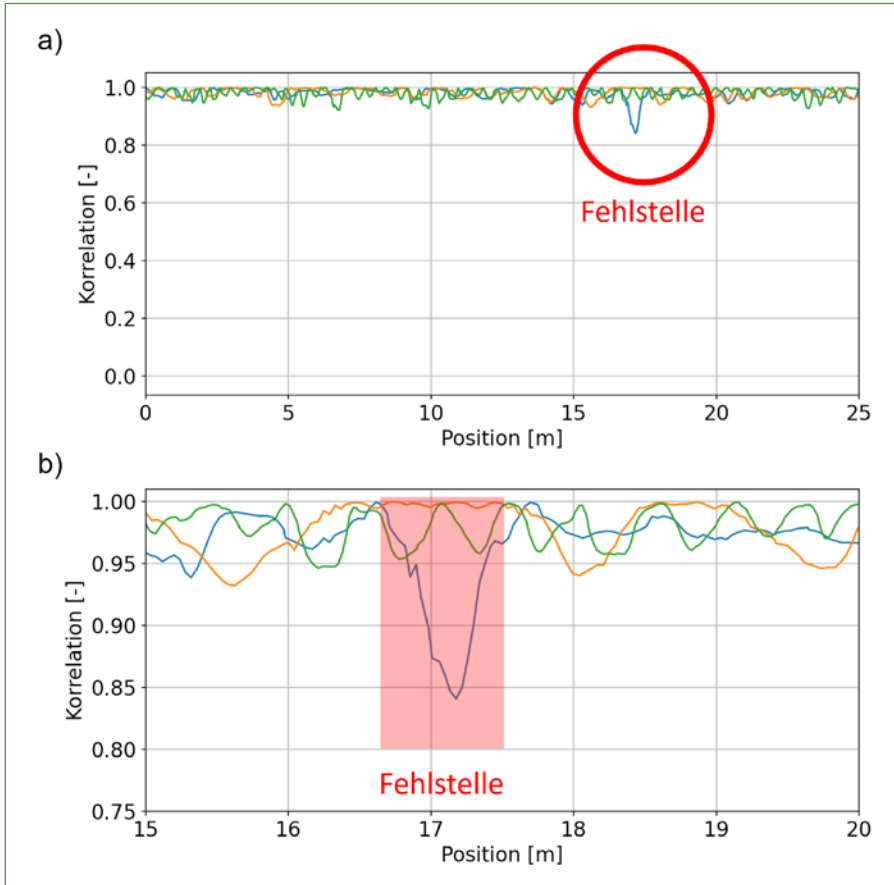 a)
1.0
0.8
0.6
0.4
0.2
0.0
Korrelation [-]
Fehlstelle
0 5 10 15 20 25
Position [m]
b)
1.00
0.95
0.90
0.85
0.80
0.75
Korrelation [-]
Fehlstelle
15 16 17 18 19 20
Position [m]